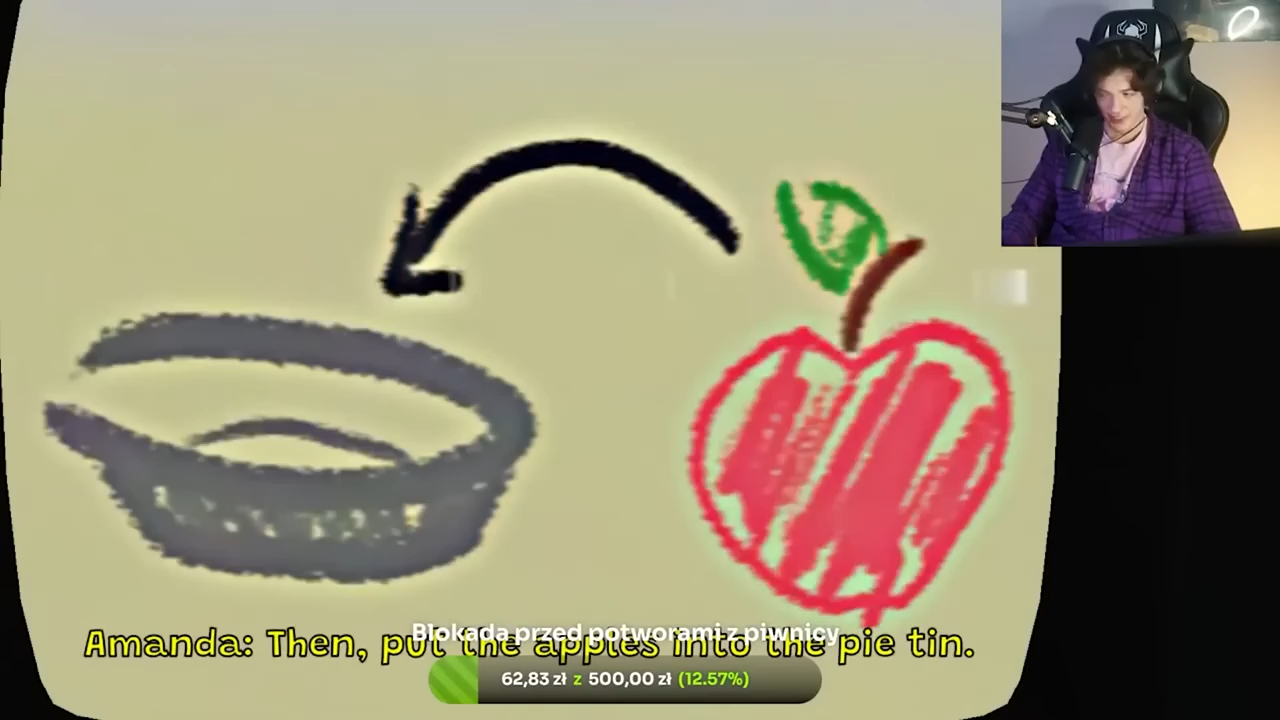 Blokada przed potworami z piwnicy
Amanda: Then, put the apples into the pie tin.
62,83 zł z 500,00 zł (12.57%)